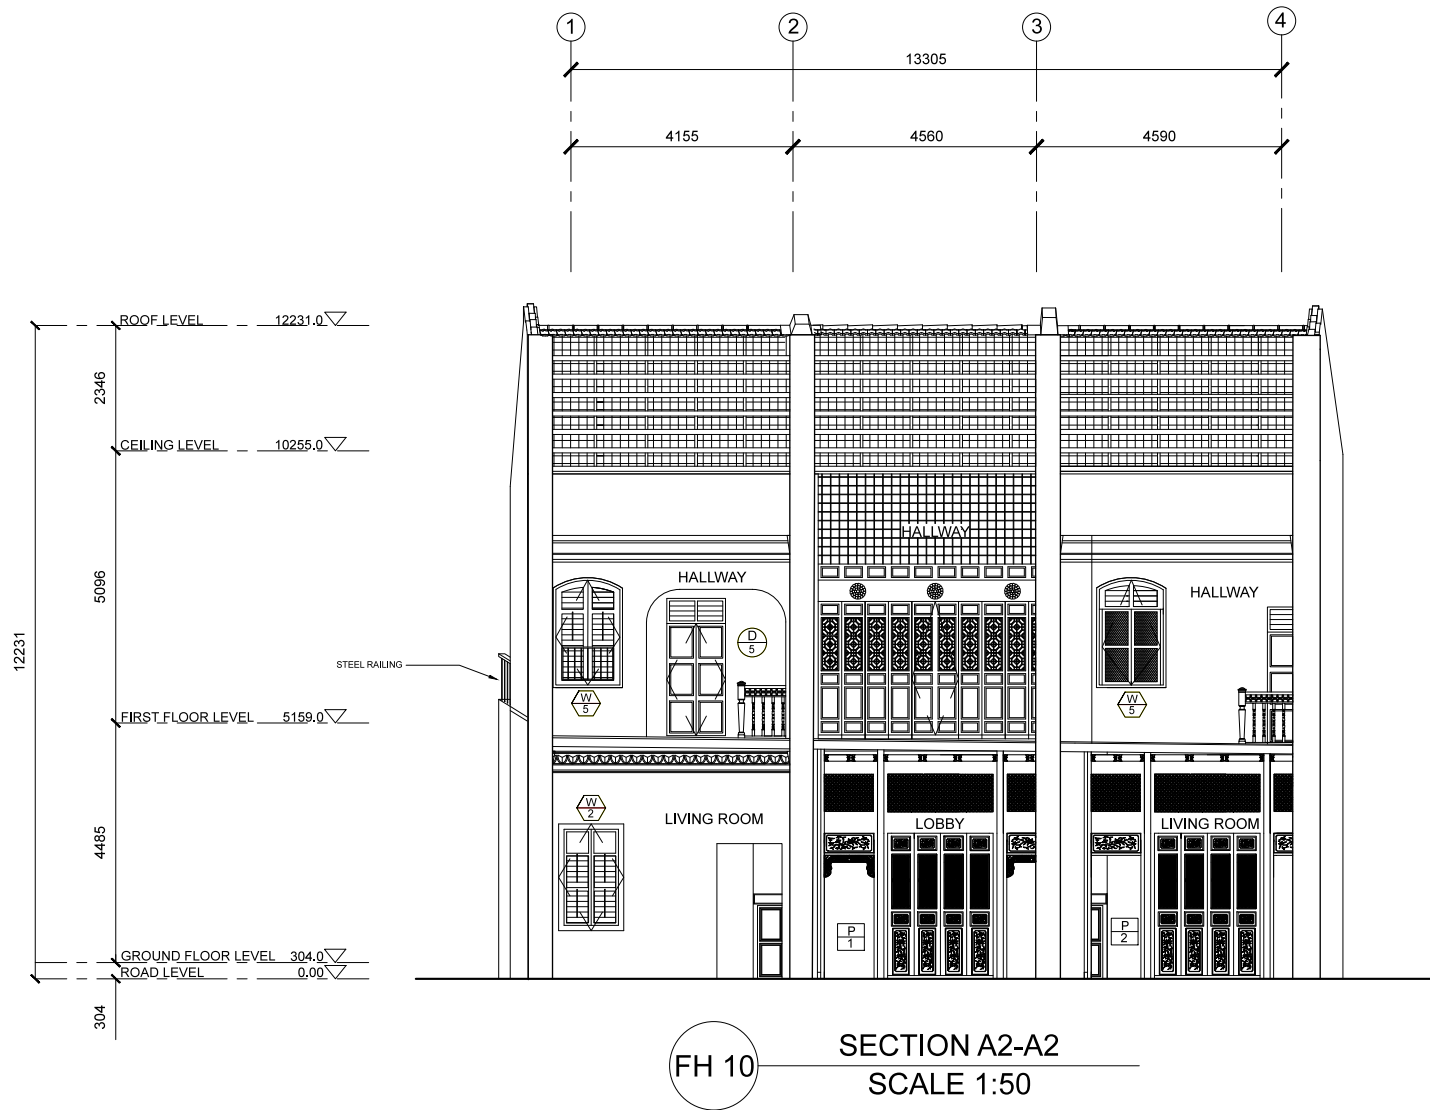 1 2 3 4
13305
4155 4560 4590
ROOF LEVEL 12231.0
2346
CEILING LEVEL 10255.0
5096
12231
HALLWAY
HALLWAY
HALLWAY
D
5
STEEL RAILING
W
5
W
5
FIRST FLOOR LEVEL 5159.0
4485
W
2
LIVING ROOM
LOBBY
LIVING ROOM
P
1
P
2
GROUND FLOOR LEVEL 304.0
ROAD LEVEL 0.00
304
FH 10
SECTION A2-A2
SCALE 1:50